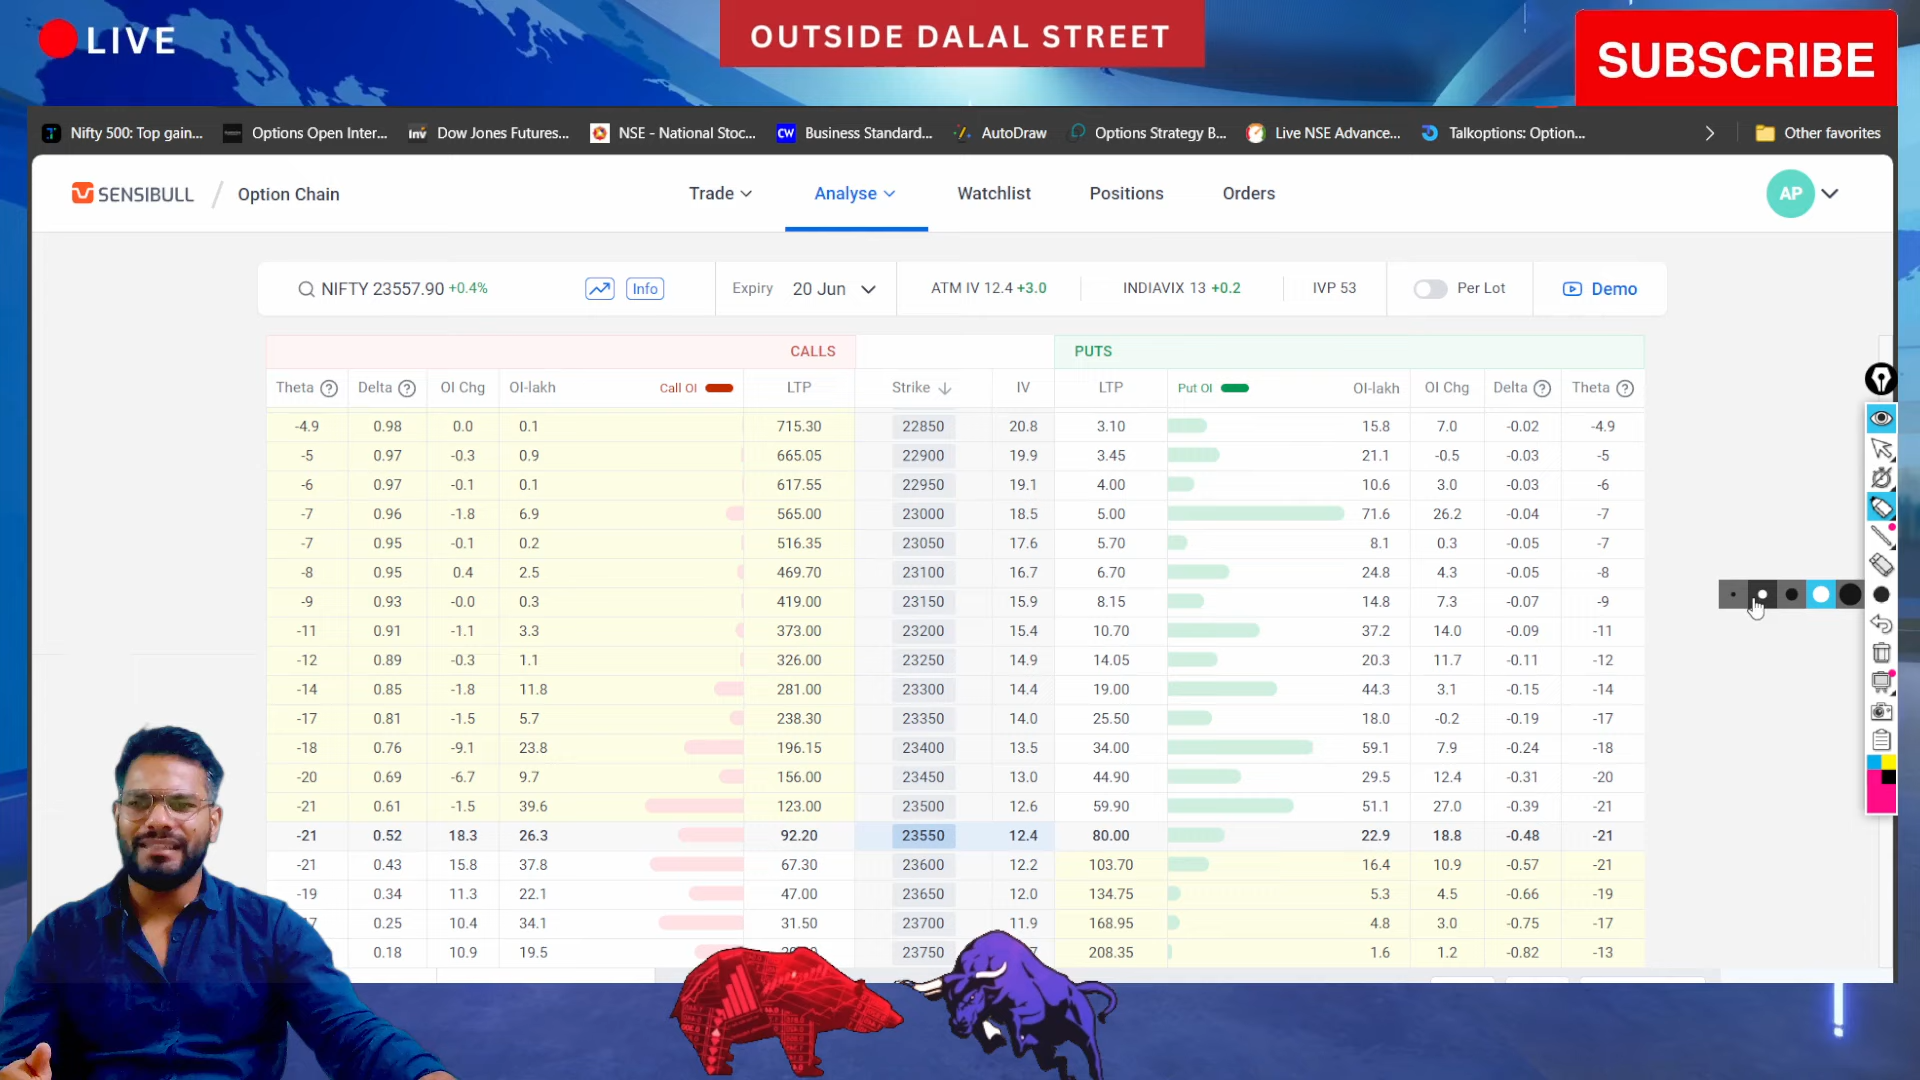 LIVE
OUTSIDE DALAL STREET
SUBSCRIBE
Nifty 500: Top gain... Options Open Inter... Dow Jones Futures... NSE - National Stoc... Business Standard... AutoDraw Options Strategy B... Live NSE Advance... Talkoptions: Option... Other favorites
SENSIBULL / Option Chain Trade Analyse Watchlist Positions Orders AP
NIFTY 23557.90 +0.4% Info Expiry 20 Jun ATM IV 12.4 +3.0 INDIAVIX 13 +0.2 IVP 53 Per Lot Demo
CALLS PUTS
Theta Delta OI Chg OI-lakh Call OI LTP Strike IV LTP Put OI OI-lakh OI Chg Delta Theta
-4.9 0.98 0.0 0.1 715.30 22850 20.8 3.10 15.8 7.0 -0.02 -4.9
-5 0.97 -0.3 0.9 665.05 22900 19.9 3.45 21.1 -0.5 -0.03 -5
-6 0.97 -0.1 0.1 617.55 22950 19.1 4.00 10.6 3.0 -0.03 -6
-7 0.96 -1.8 6.9 565.00 23000 18.5 5.00 71.6 26.2 -0.04 -7
-7 0.95 -0.1 0.2 516.35 23050 17.6 5.70 8.1 0.3 -0.05 -7
-8 0.95 0.4 2.5 469.70 23100 16.7 6.70 24.8 4.3 -0.05 -8
-9 0.93 -0.0 0.3 419.00 23150 15.9 8.15 14.8 7.3 -0.07 -9
-11 0.91 -1.1 3.3 373.00 23200 15.4 10.70 37.2 14.0 -0.09 -11
-12 0.89 -0.3 1.1 326.00 23250 14.9 14.05 20.3 11.7 -0.11 -12
-14 0.85 -1.8 11.8 281.00 23300 14.4 19.00 44.3 3.1 -0.15 -14
-17 0.81 -1.5 5.7 238.30 23350 14.0 25.50 18.0 -0.2 -0.19 -17
-18 0.76 -9.1 23.8 196.15 23400 13.5 34.00 59.1 7.9 -0.24 -18
-20 0.69 -6.7 9.7 156.00 23450 13.0 44.90 29.5 12.4 -0.31 -20
-21 0.61 -1.5 39.6 123.00 23500 12.6 59.90 51.1 27.0 -0.39 -21
-21 0.52 18.3 26.3 92.20 23550 12.4 80.00 22.9 18.8 -0.48 -21
-21 0.43 15.8 37.8 67.30 23600 12.2 103.70 16.4 10.9 -0.57 -21
-19 0.34 11.3 22.1 47.00 23650 12.0 134.75 5.3 4.5 -0.66 -19
0.25 10.4 34.1 31.50 23700 11.9 168.95 4.8 3.0 -0.75 -17
0.18 10.9 19.5 23750 208.35 1.6 1.2 -0.82 -13